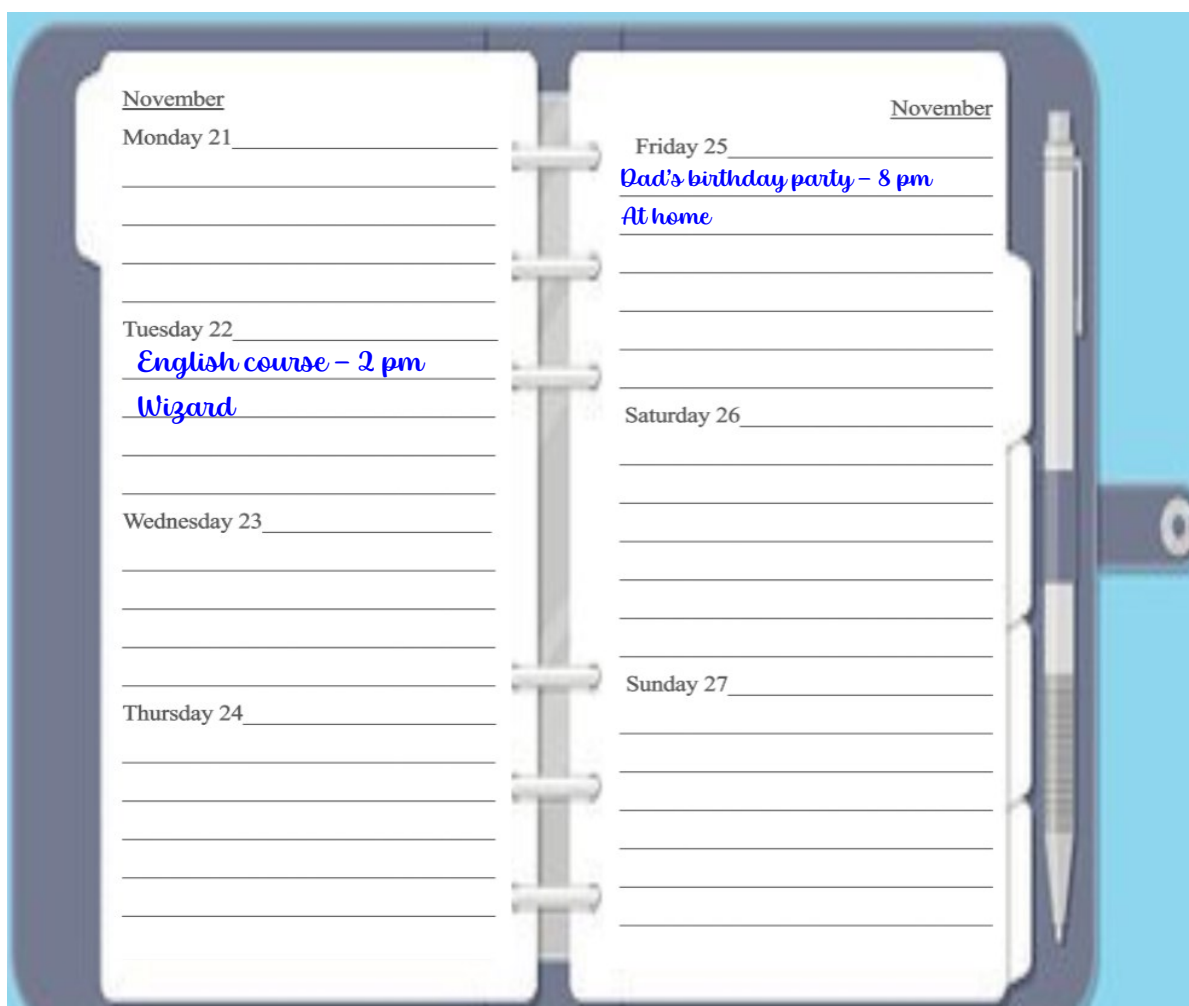 November
Monday 21
Tuesday 22
English course – 2 pm
Wizard
Wednesday 23
Thursday 24
November
Friday 25
Dad's birthday party – 8 pm
At home
Saturday 26
Sunday 27